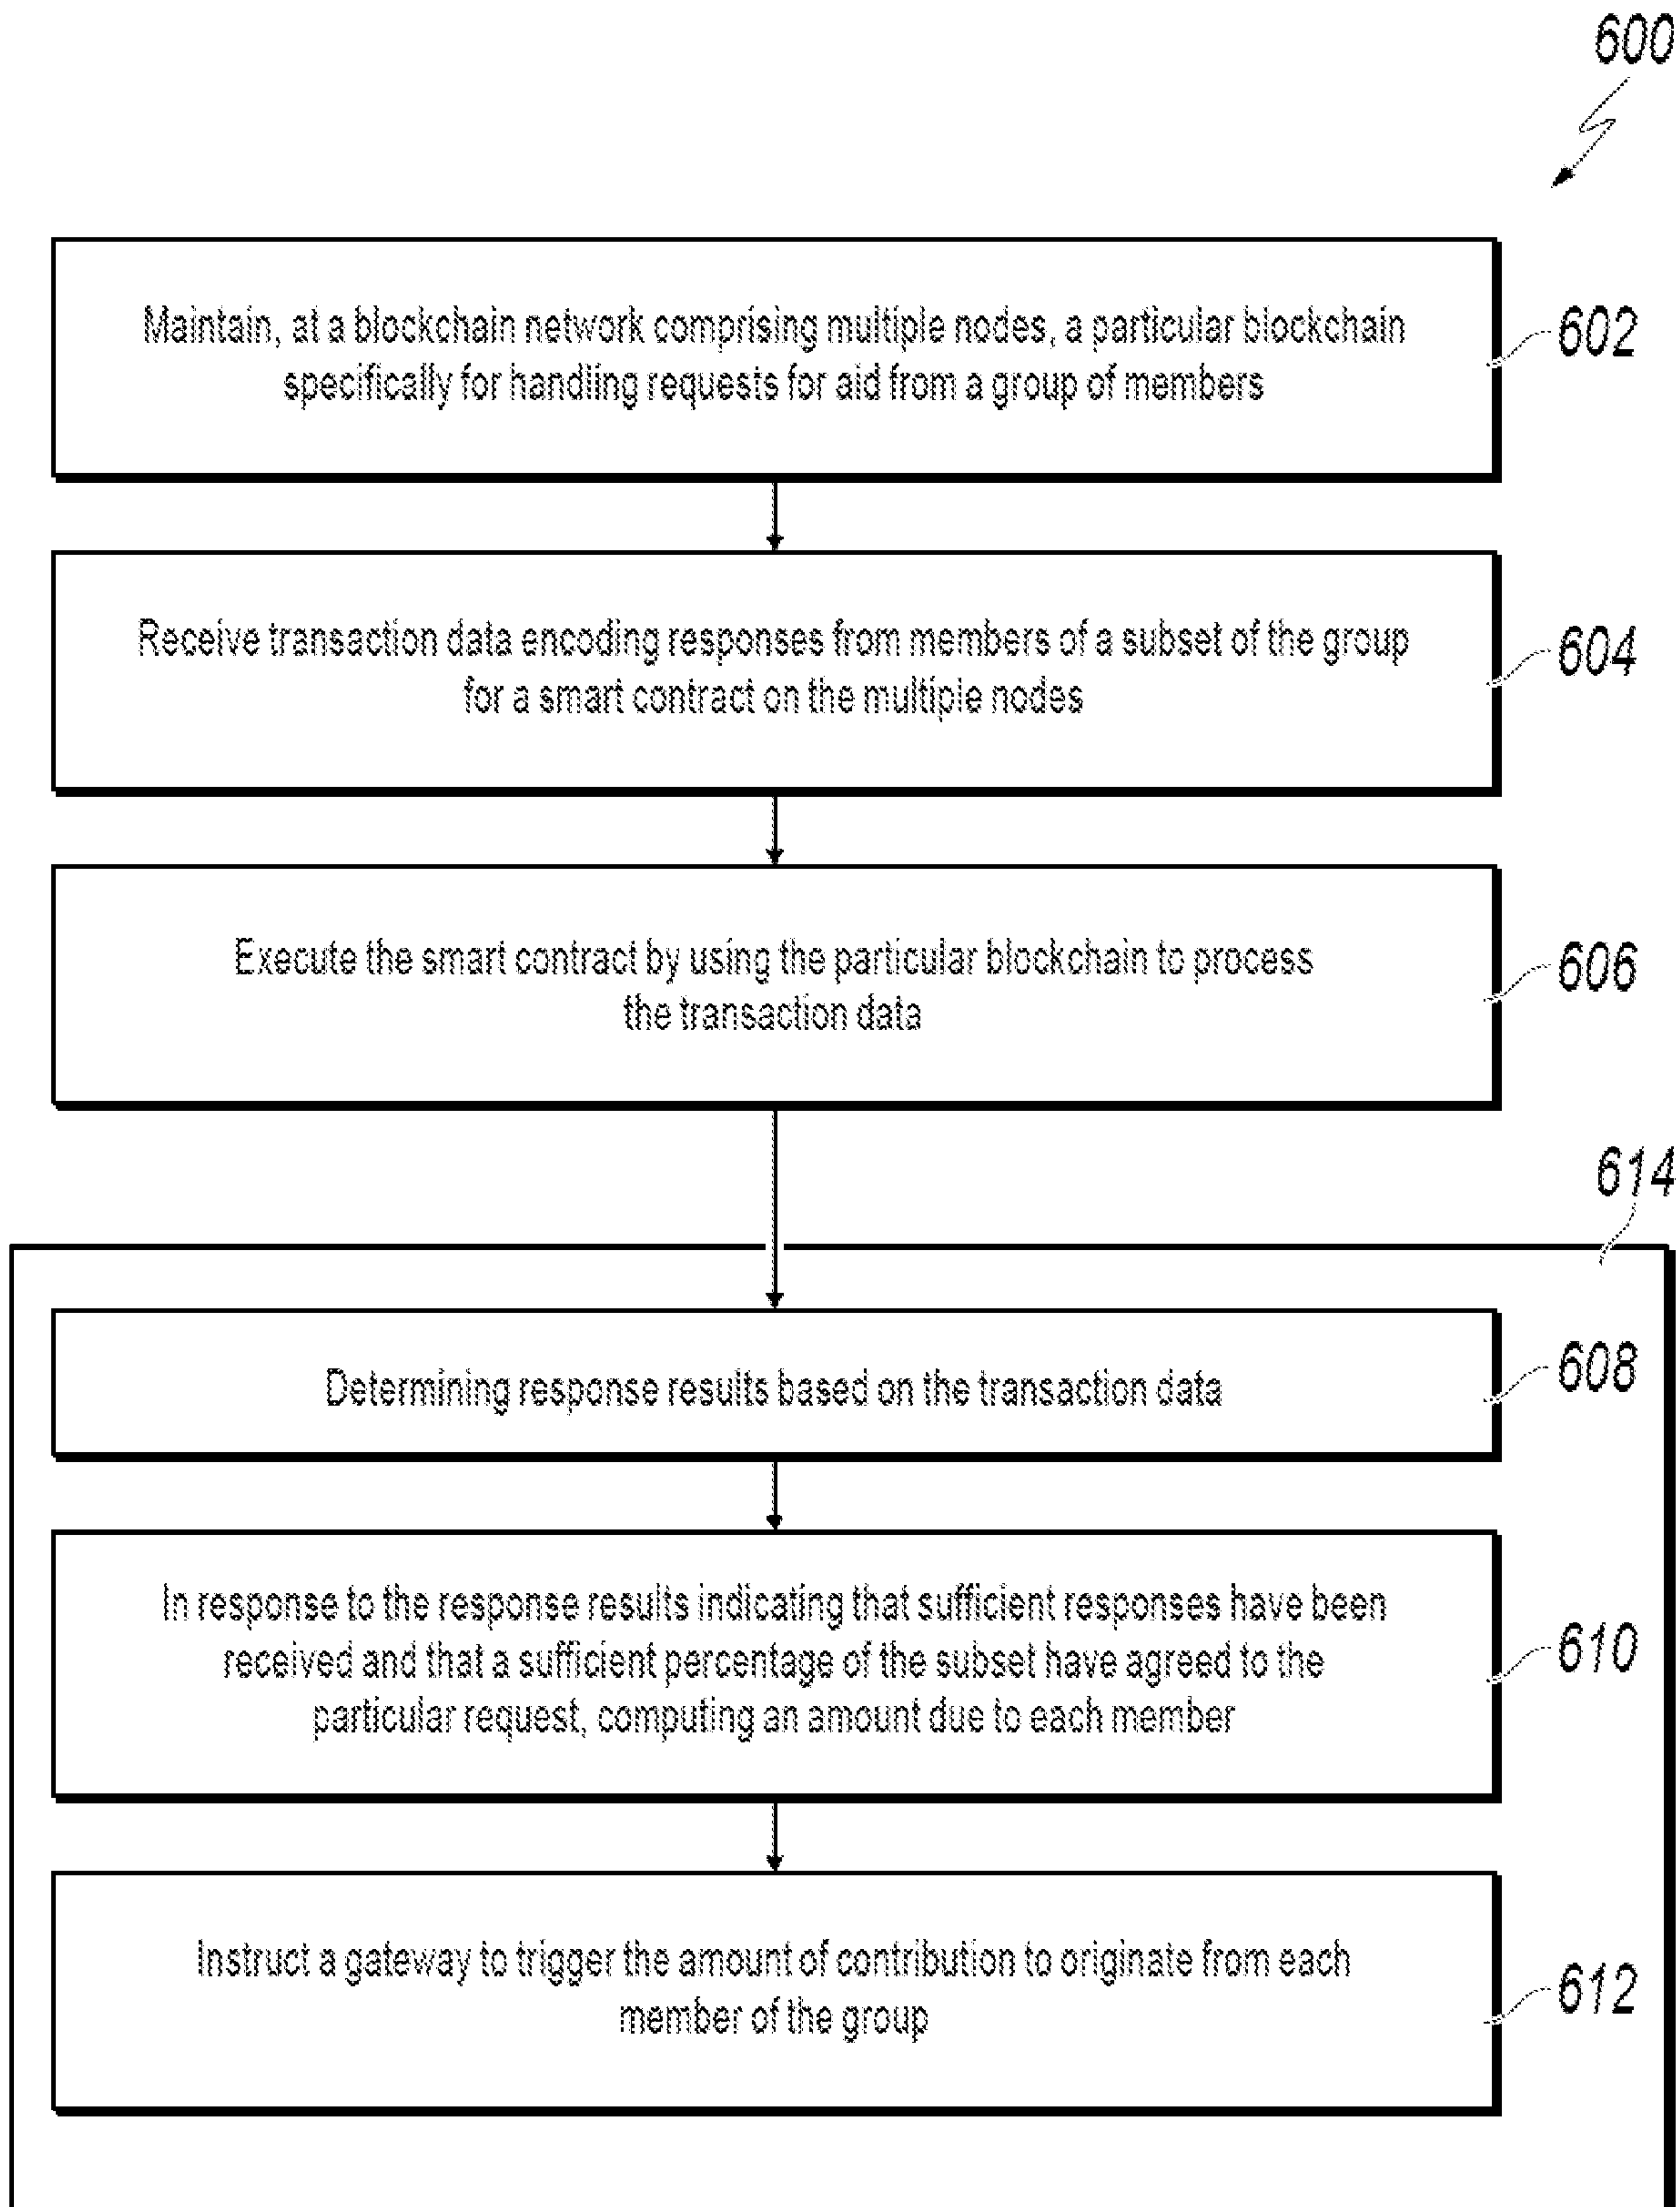 600
Maintain, at a blockchain network comprising multiple nodes, a particular blockchain
specifically for handling requests for aid from a group of members
602
Receive transaction data encoding responses from members of a subset of the group
for a smart contract on the multiple nodes
604
Execute the smart contract by using the particular blockchain to process
the transaction data
606
614
Determining response results based on the transaction data
608
In response to the response results indicating that sufficient responses have been
received and that a sufficient percentage of the subset have agreed to the
particular request, computing an amount due to each member
610
Instruct a gateway to trigger the amount of contribution to originate from each
member of the group
612